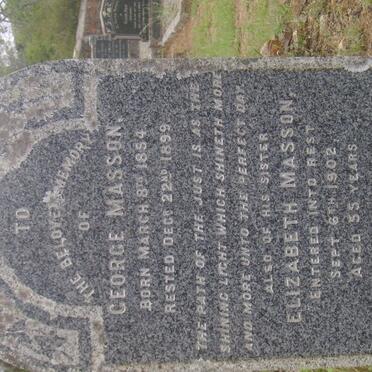 TO
THE BELOVED MEMORY
OF
GEORGE MASSON.
BORN MARCH 8TH 1854
RESTED DECR 22ND 1899
THE PATH OF THE JUST IS AS THE
SHINING LIGHT WHICH SHINETH MORE
AND MORE UNTO THE PERFECT DAY.
ALSO OF HIS SISTER
ELIZABETH MASSON
ENTERED INTO REST
SEPT 6TH 1902
AGED 55 YEARS